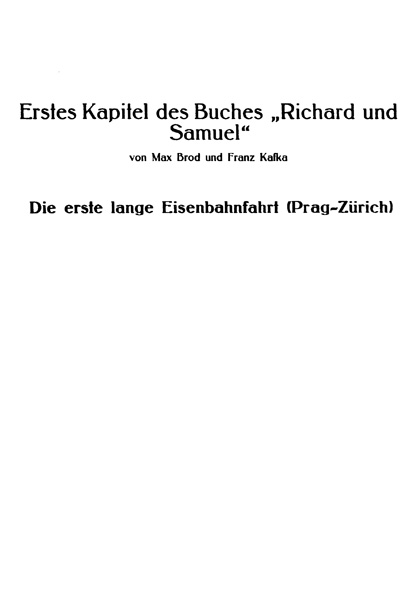 Erstes Kapitel des Buches „Richard und
Samuel“
von Max Brod und Franz Kafka
Die erste lange Eisenbahnfahrt (Prag-Zürich)